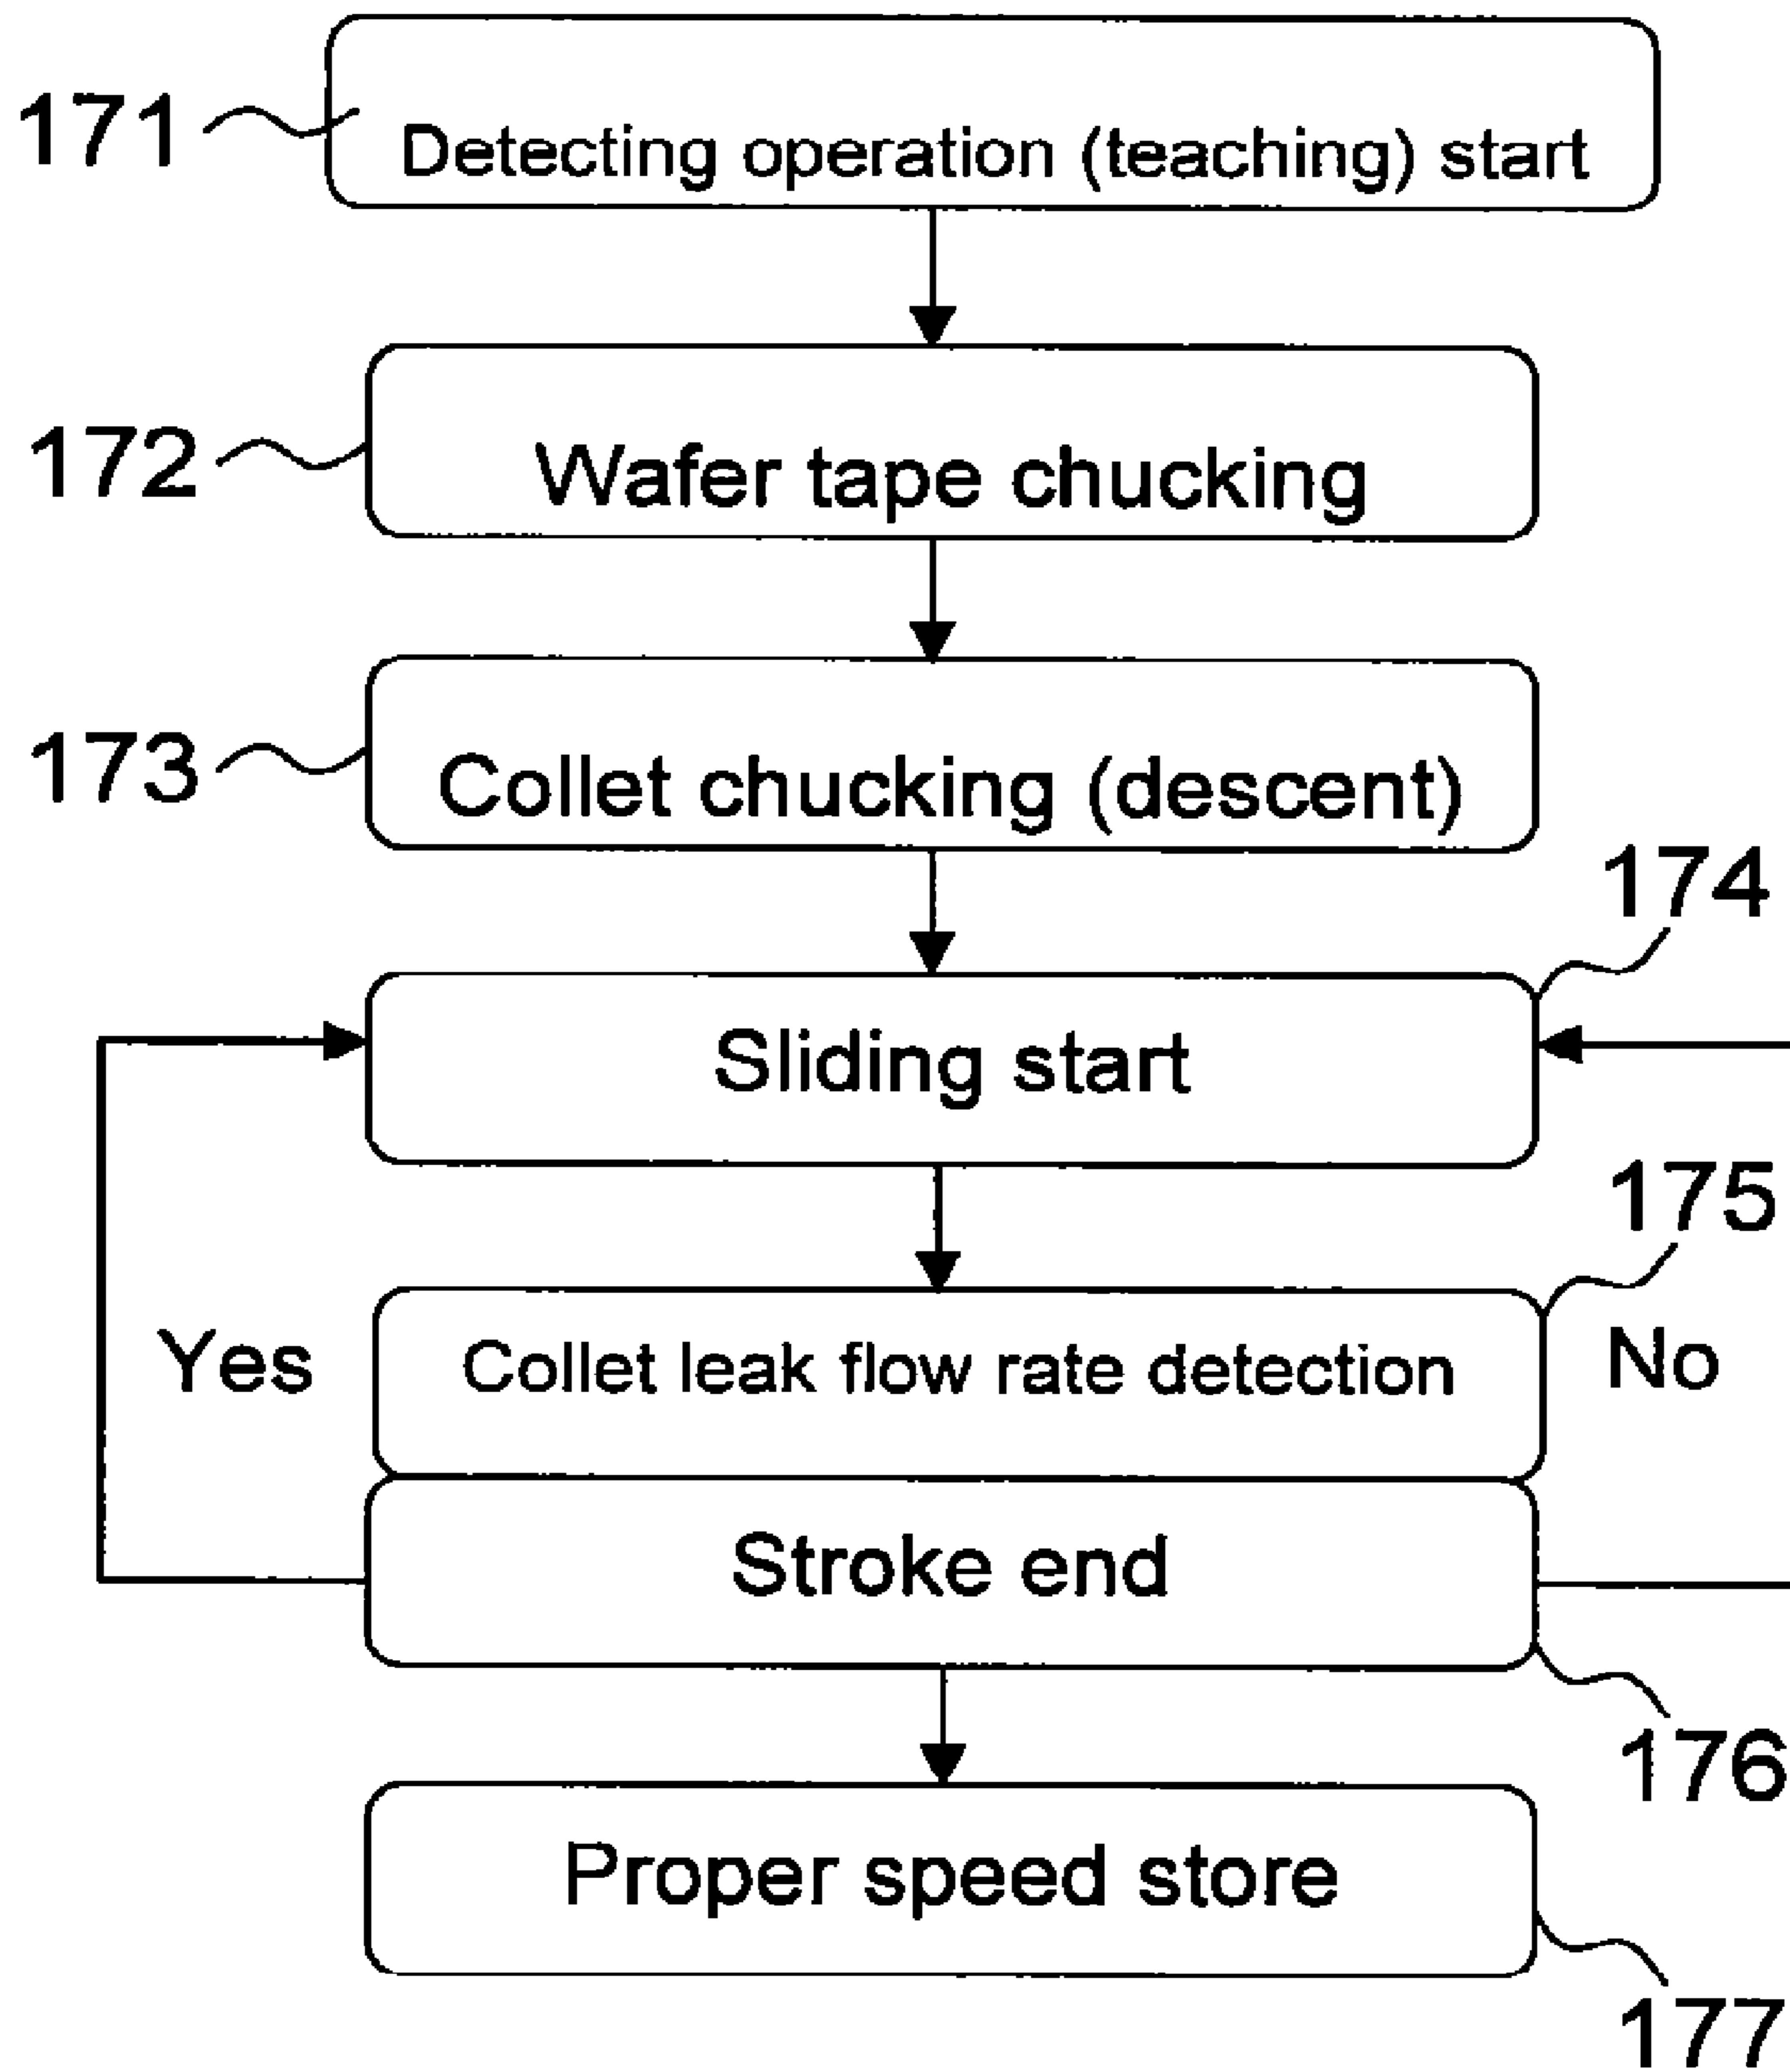 171
Detecting operation (teaching) start
172
Wafer tape chucking
173
Collet chucking (descent)
174
Sliding start
175
Yes
Collet leak flow rate detection
No
Stroke end
176
Proper speed store
177